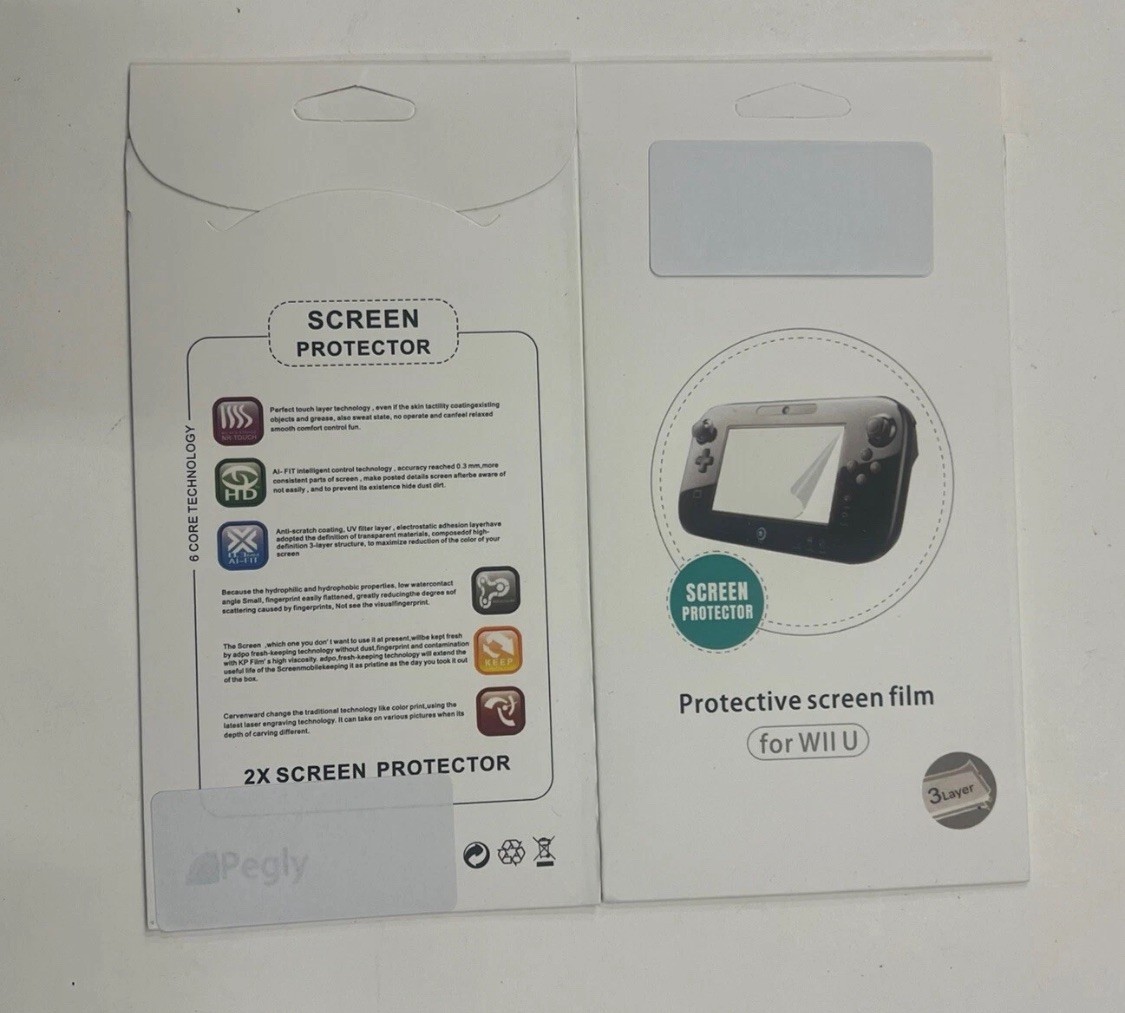 SCREEN
PROTECTOR
6 CORE TECHNOLOGY
Perfect touch layer technology , even if the skin tactility coatingexisting
objects and grease, also sweat state, no operate and canfeel relaxed
smooth comfort control fun.
HD
AI- FIT intelligent control technology , accuracy reached 0.3 mm,more
consistent parts of screen , make posted details screen afterbe aware of
not easily , and to prevent its existence hide dust dirt.
AI-FIT
Anti-scratch coating, UV filter layer , electrostatic adhesion layerhave
adopted the definition of transparent materials, composedof high-
definition 3-layer structure, to maximize reduction of the color of your
screen
Because the hydrophilic and hydrophobic properties, low watercontact
angle Small, fingerprint easily flattened, greatly reducingthe degree sof
scattering caused by fingerprints, Not see the visualfingerprint.
The Screen ,which one you don' t want to use it at present,willbe kept fresh
by adpo fresh-keeping technology without dust,fingerprint and contamination
with KP Film' s high viscosity. adpo,fresh-keeping technology will extend the
useful life of the Screenmobilekeeping it as pristine as the day you took it out
of the box.
KEEP
Carvenward change the traditional technology like color print,using the
latest laser engraving technology. It can take on various pictures when its
depth of carving different.
2X SCREEN PROTECTOR
Pegly
SCREEN
PROTECTOR
Protective screen film
for WII U
3Layer